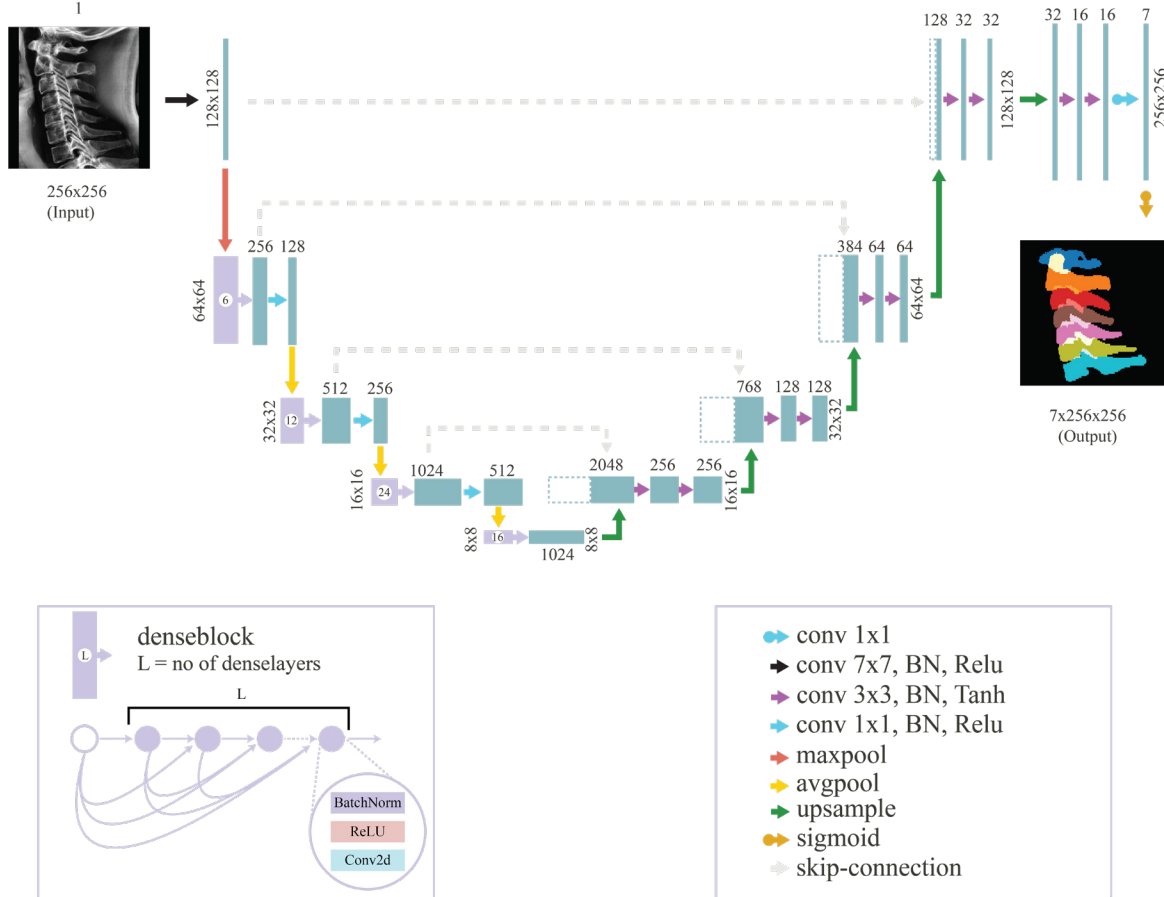 1
128 32 32
32 16 16 7
128x128
128x128
256x256
256x256
(Input)
256 128
384 64 64
64x64
6
64x64
512 256
768 128 128
32x32
12
32x32
7x256x256
(Output)
1024 512
2048 256 256
16x16
24
16x16
8x8
16
1024
8x8
denseblock
L = no of denselayers
L
L
BatchNorm
ReLU
Conv2d
conv 1x1
conv 7x7, BN, Relu
conv 3x3, BN, Tanh
conv 1x1, BN, Relu
maxpool
avgpool
upsample
sigmoid
skip-connection